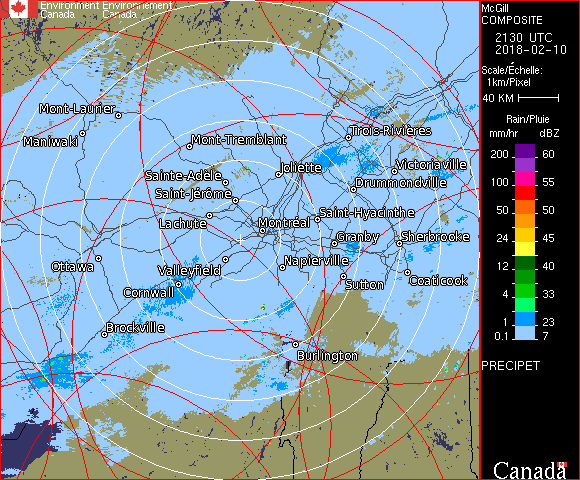 Environment Environnement
Canada Canada
McGill
COMPOSITE
2130 UTC
2018-02-10
Scale/Échelle:
1km/Pixel
40 KM
Rain/Pluie
mm/hr dBZ
200 60
100 55
50 50
24 45
12 40
4 33
1 23
0.1 7
PRECIPET
Canada
Mont-Laurier
Maniwaki
Mont-Tremblant
Trois-Rivières
Sainte-Adèle
Joliette
Victoriaville
Saint-Jérôme
Drummondville
Lachute
Montréal
Saint-Hyacinthe
Granby
Sherbrooke
Ottawa
Valleyfield
Napierville
Cornwall
Sutton
Coaticook
Brockville
Burlington